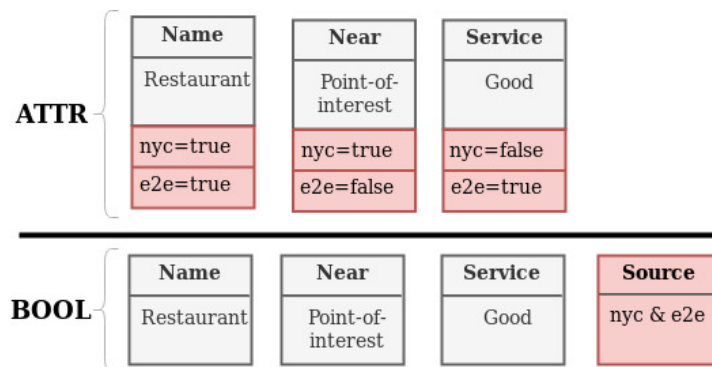 Name Near Service
Restaurant Point-of- Good
interest
ATTR
nyc=true nyc=true nyc=false
e2e=true e2e=false e2e=true
Name Near Service Source
BOOL
Restaurant Point-of- Good nyc & e2e
interest